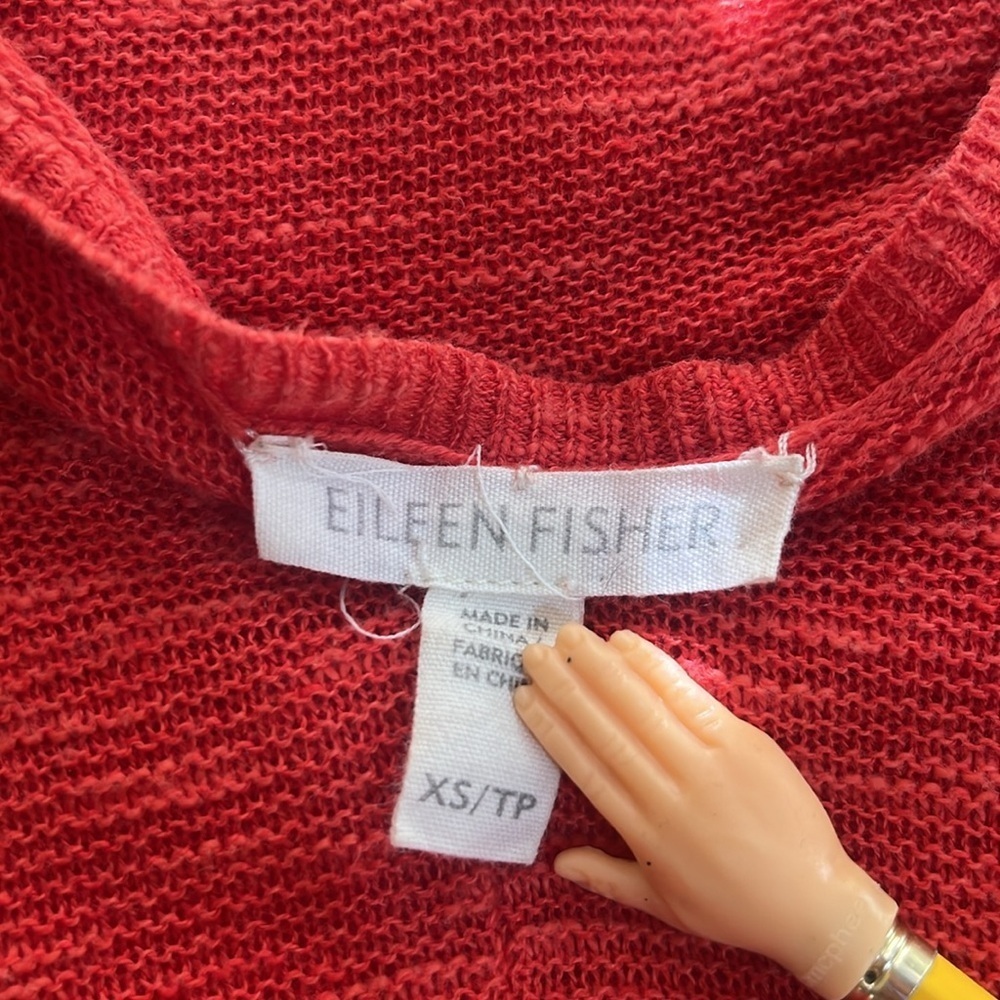 EILEEN FISHER
MADE IN
CHINA /
FABRIQ
EN CHI
XS/TP